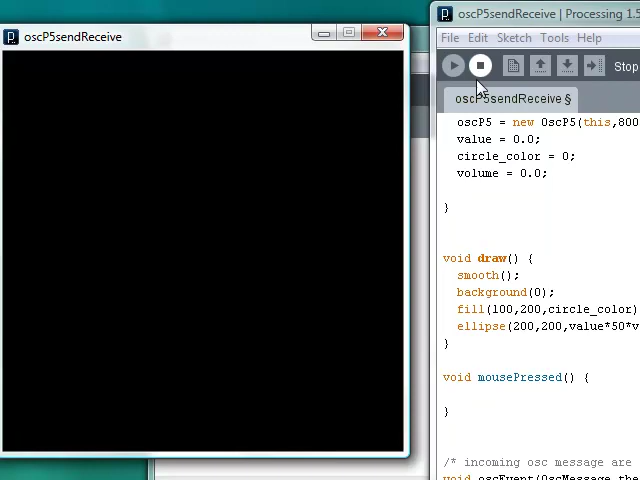 oscP5sendReceive
oscP5sendReceive | Processing 1.5
File Edit Sketch Tools Help
Stop
oscP5sendReceive §
oscP5 = new OscP5(this,800
value = 0.0;
circle_color = 0;
volume = 0.0;
}
void draw() {
smooth();
background(0);
fill(100,200,circle_color)
ellipse(200,200,value*50*v
}
void mousePressed() {
}
/* incoming osc message are
void oscEvent(OscMessage the